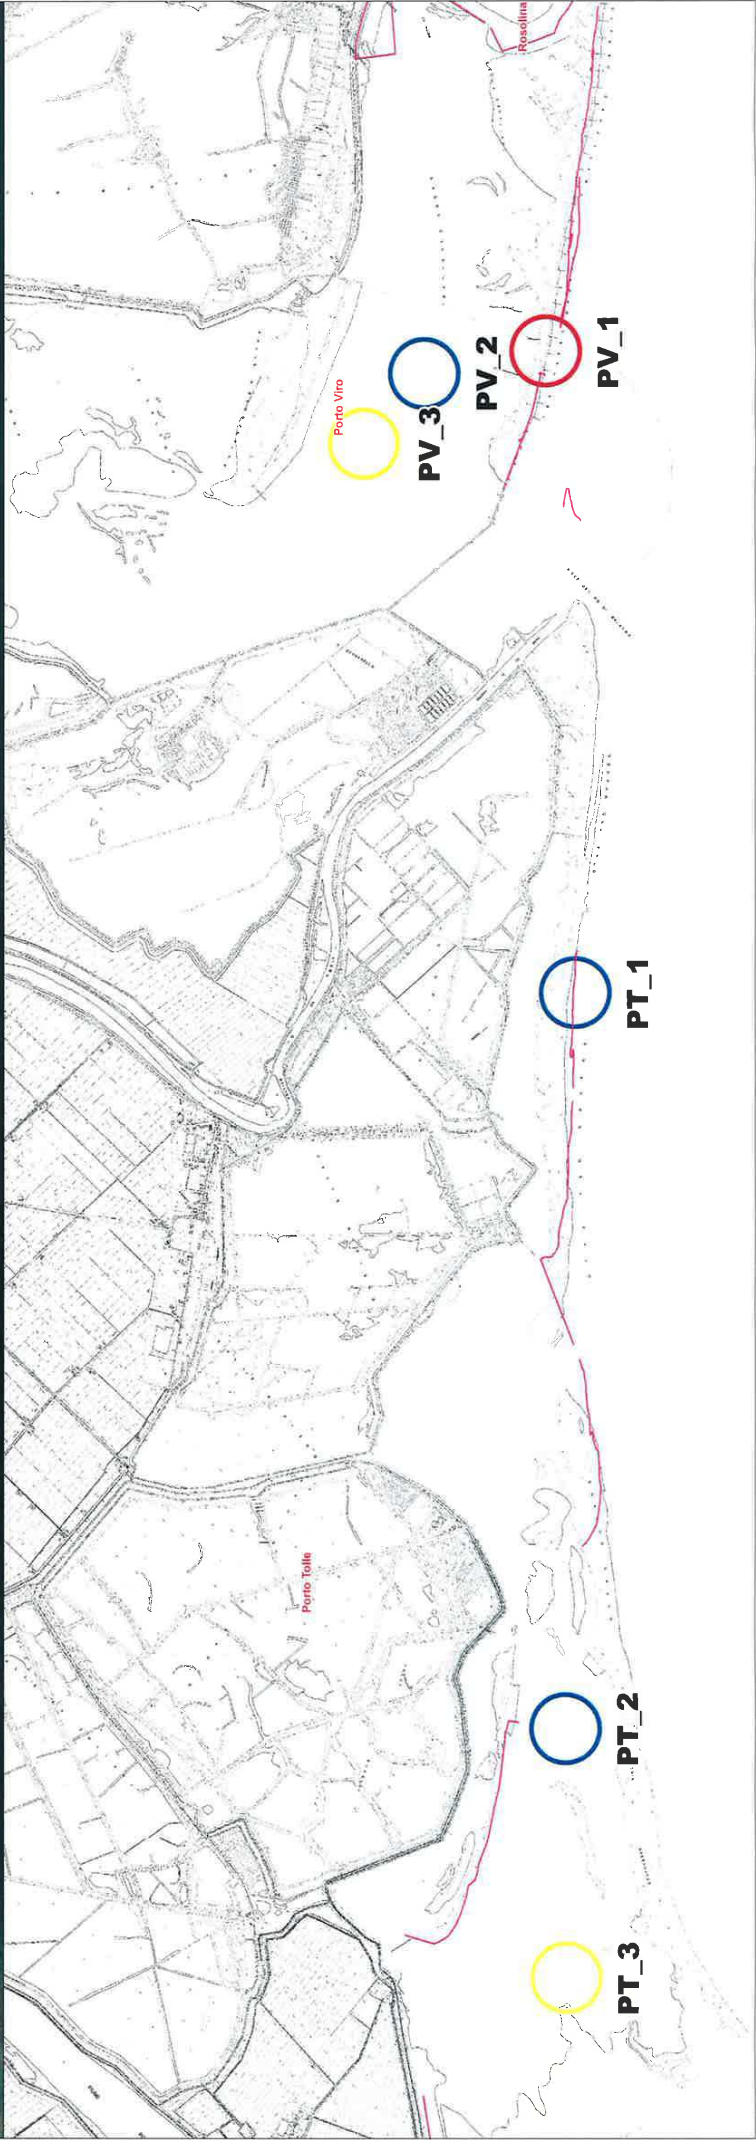 Rosolina
PV_1
PV_2
Porto Viro
PV_3
PT_1
Porto Tolle
PT_2
PT_3